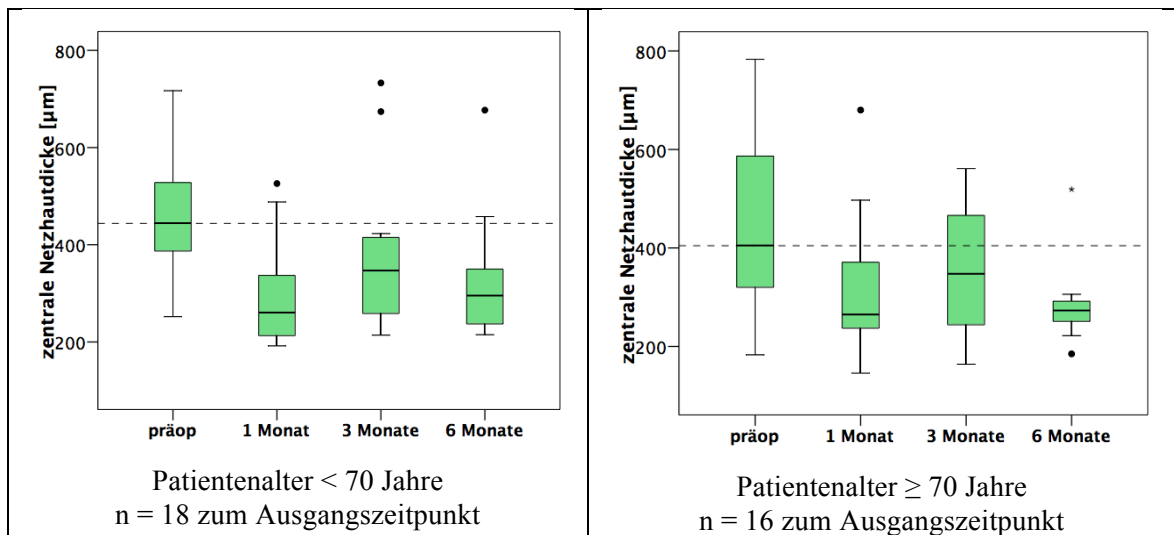 zentrale Netzhautdicke [µm]
800
600
400
200
präop 1 Monat 3 Monate 6 Monate
Patientenalter < 70 Jahre
n = 18 zum Ausgangszeitpunkt
zentrale Netzhautdicke [µm]
800
600
400
200
*
präop 1 Monat 3 Monate 6 Monate
Patientenalter ≥ 70 Jahre
n = 16 zum Ausgangszeitpunkt